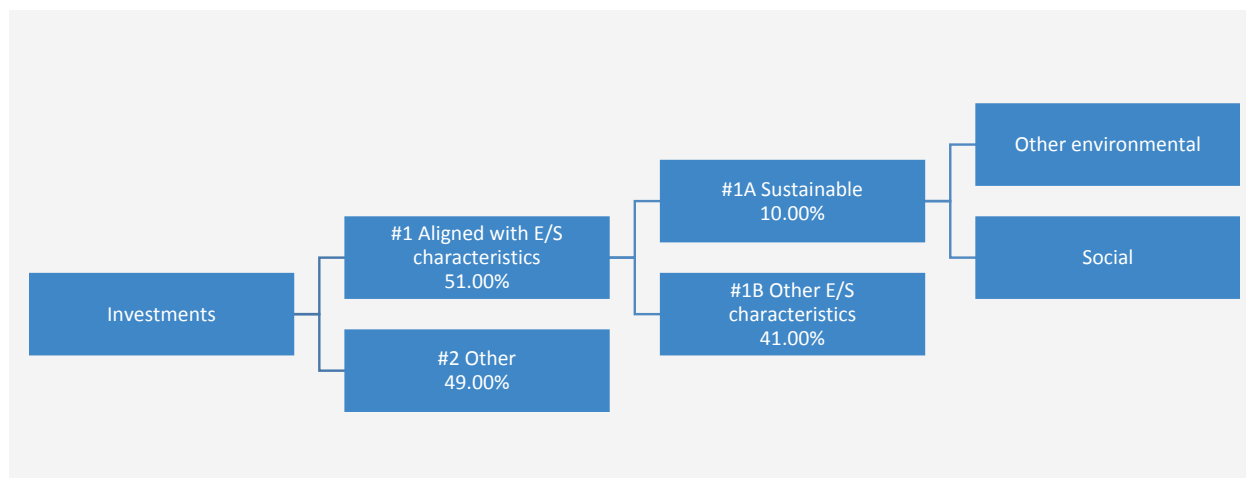 Investments
#1 Aligned with E/S
characteristics
51.00%
#2 Other
49.00%
#1A Sustainable
10.00%
#1B Other E/S
characteristics
41.00%
Other environmental
Social